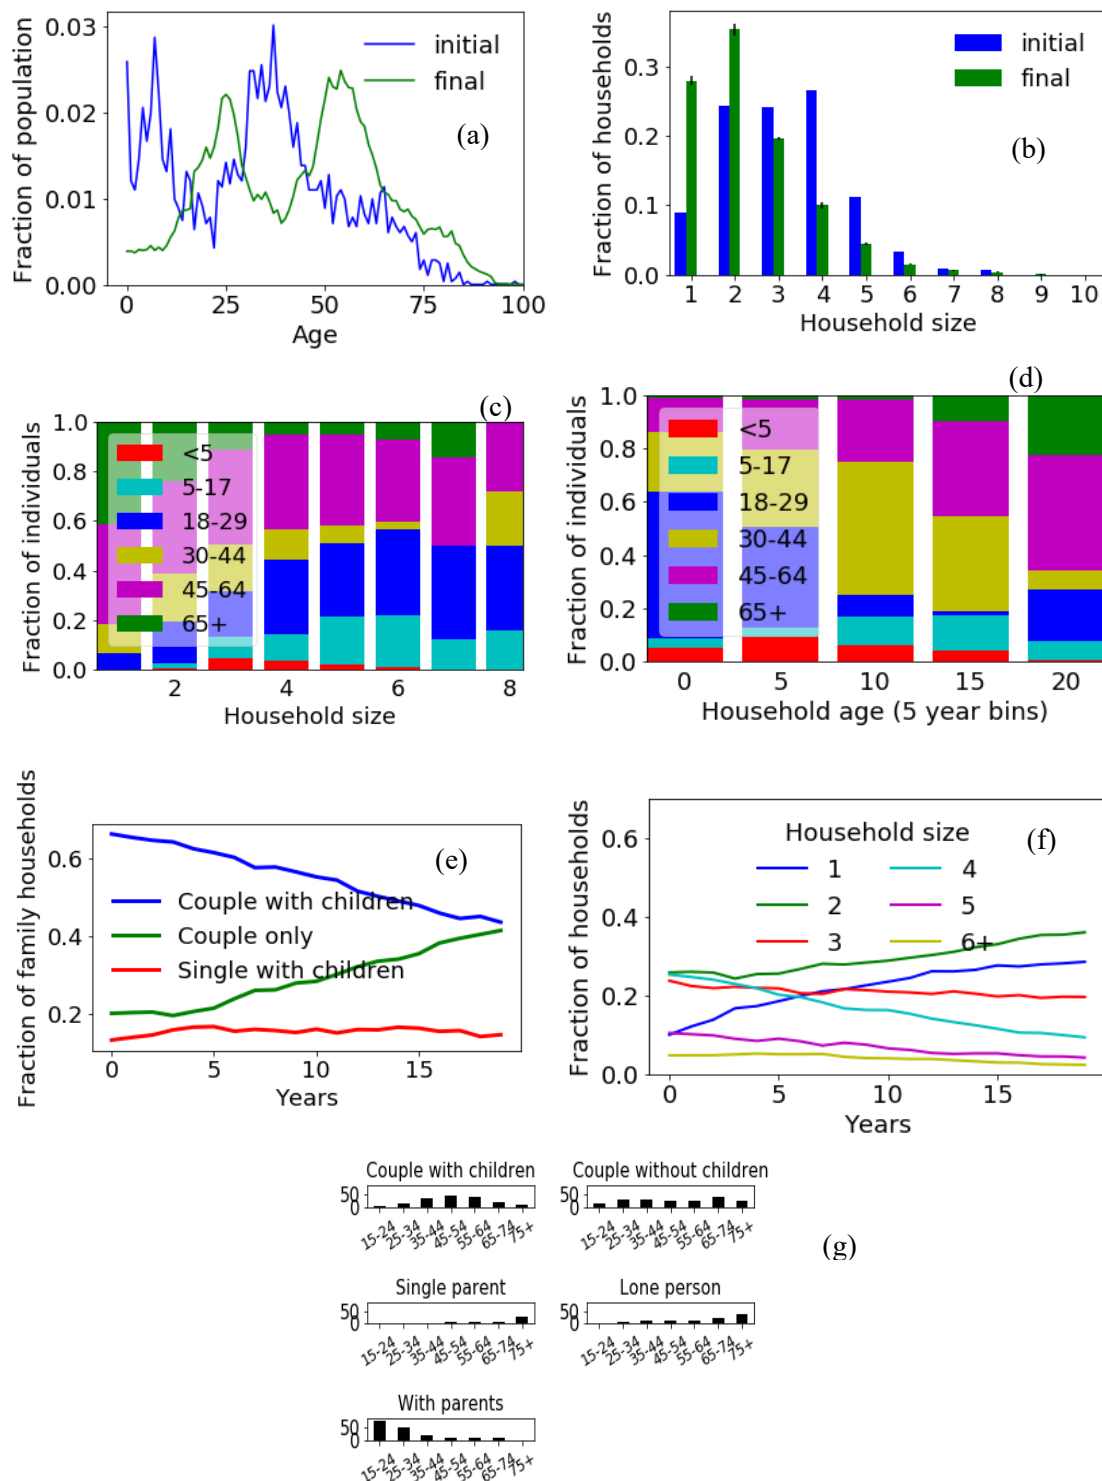 0.03
0.02
0.01
0.00
Fraction of population
initial
final
(a)
0 25 50 75 100
Age
0.3
0.2
0.1
0.0
Fraction of households
initial
final
(b)
1 2 3 4 5 6 7 8 9 10
Household size
(c)
1.0
0.8
0.6
0.4
0.2
0.0
Fraction of individuals
<5
5-17
18-29
30-44
45-64
65+
2 4 6 8
Household size
(d)
1.0
0.8
0.6
0.4
0.2
0.0
Fraction of individuals
<5
5-17
18-29
30-44
45-64
65+
0 5 10 15 20
Household age (5 year bins)
Fraction of family households
0.6
0.4
0.2
(e)
Couple with children
Couple only
Single with children
0 5 10 15
Years
Fraction of households
0.6
0.4
0.2
0.0
Household size
(f)
1 4
2 5
3 6+
0 5 10 15
Years
Couple with children
50
0
15-24 25-34 35-44 45-54 55-64 65-74 75+
Couple without children
50
0
15-24 25-34 35-44 45-54 55-64 65-74 75+
(g)
Single parent
50
0
15-24 25-34 35-44 45-54 55-64 65-74 75+
Lone person
50
0
15-24 25-34 35-44 45-54 55-64 65-74 75+
With parents
50
0
15-24 25-34 35-44 45-54 55-64 65-74 75+